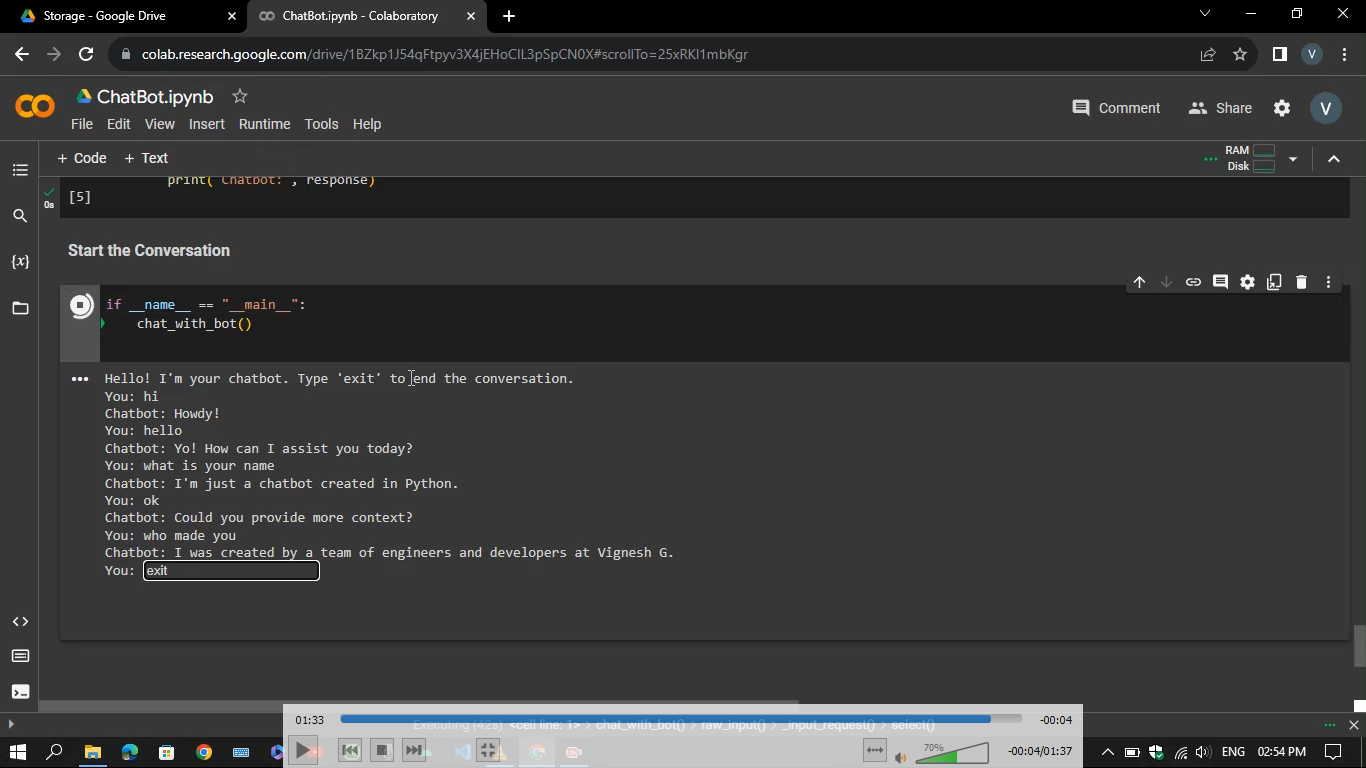 Storage - Google Drive
ChatBot.ipynb - Colaboratory
colab.research.google.com/drive/1BZkp1J54qFtpyv3X4jEHoCIL3pSpCN0X#scrollTo=25xRKI1mbKgr
V
ChatBot.ipynb
Comment
Share
V
File Edit View Insert Runtime Tools Help
+ Code + Text
RAM
Disk
print("Chatbot:", response)
0s
[5]
Start the Conversation
if __name__ == "__main__":
chat_with_bot()
Hello! I'm your chatbot. Type 'exit' to end the conversation.
You: hi
Chatbot: Howdy!
You: hello
Chatbot: Yo! How can I assist you today?
You: what is your name
Chatbot: I'm just a chatbot created in Python.
You: ok
Chatbot: Could you provide more context?
You: who made you
Chatbot: I was created by a team of engineers and developers at Vignesh G.
You: exit
{x}
01:33
-00:04
Executing (42s) <cell line: 1> > chat_with_bot() > raw_input() > _input_request() > select()
70%
-00:04/01:37
ENG
02:54 PM